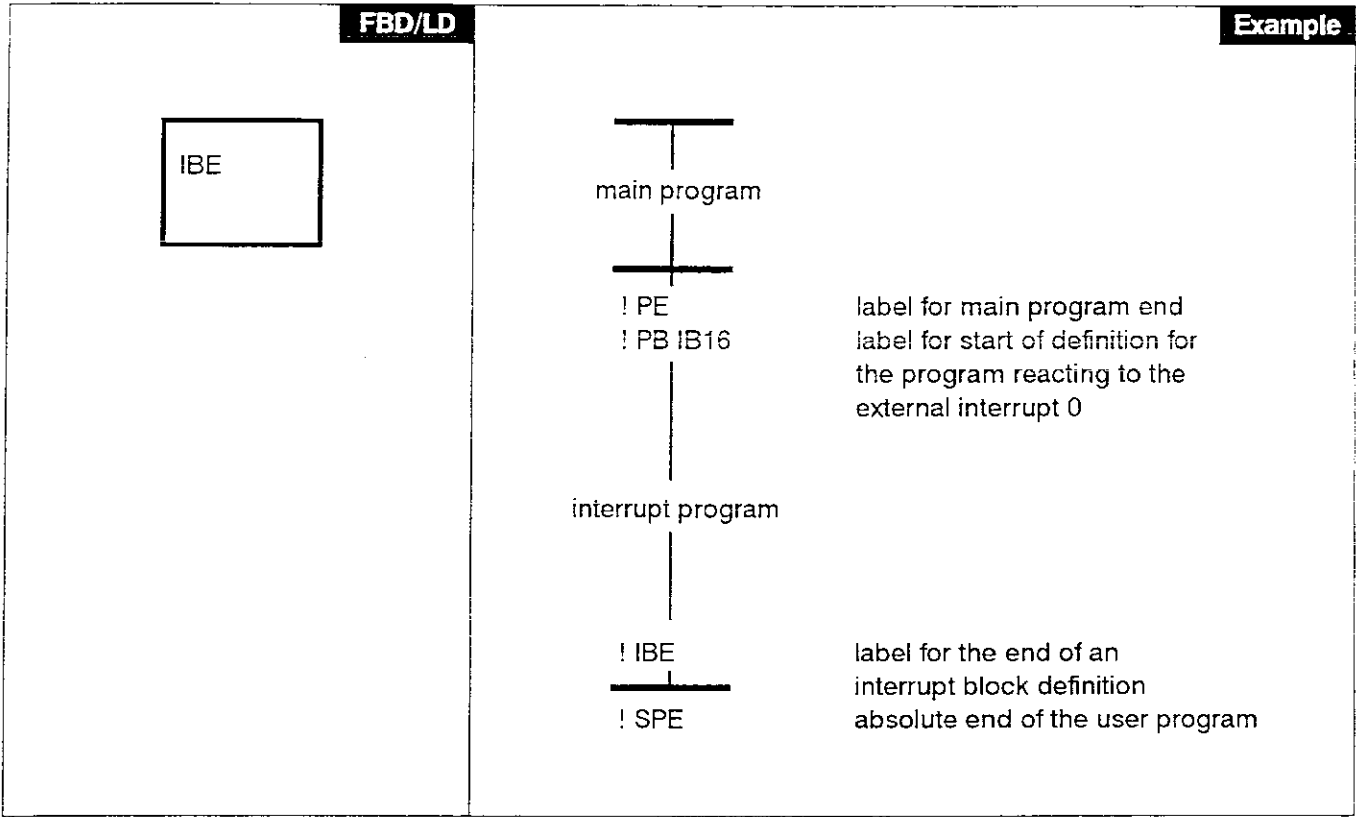 FBD/LD
IBE
Example
main program
! PE label for main program end
! PB IB16 label for start of definition for
the program reacting to the
external interrupt 0
interrupt program
! IBE label for the end of an
interrupt block definition
! SPE absolute end of the user program